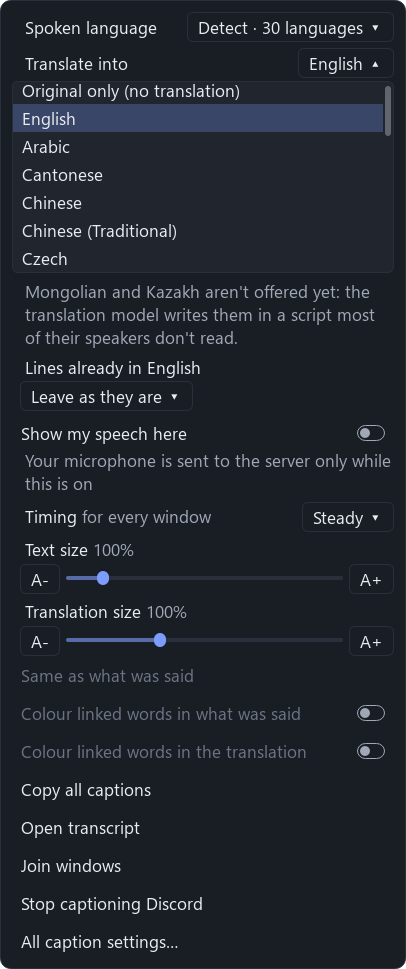 Spoken language
Detect · 30 languages ▾
Translate into
English ▴
Original only (no translation)
English
Arabic
Cantonese
Chinese
Chinese (Traditional)
Czech
Mongolian and Kazakh aren't offered yet: the
translation model writes them in a script most
of their speakers don't read.
Lines already in English
Leave as they are ▾
Show my speech here
Your microphone is sent to the server only while
this is on
Timing for every window
Steady ▾
Text size 100%
A-
A+
Translation size 100%
A-
A+
Same as what was said
Colour linked words in what was said
Colour linked words in the translation
Copy all captions
Open transcript
Join windows
Stop captioning Discord
All caption settings...